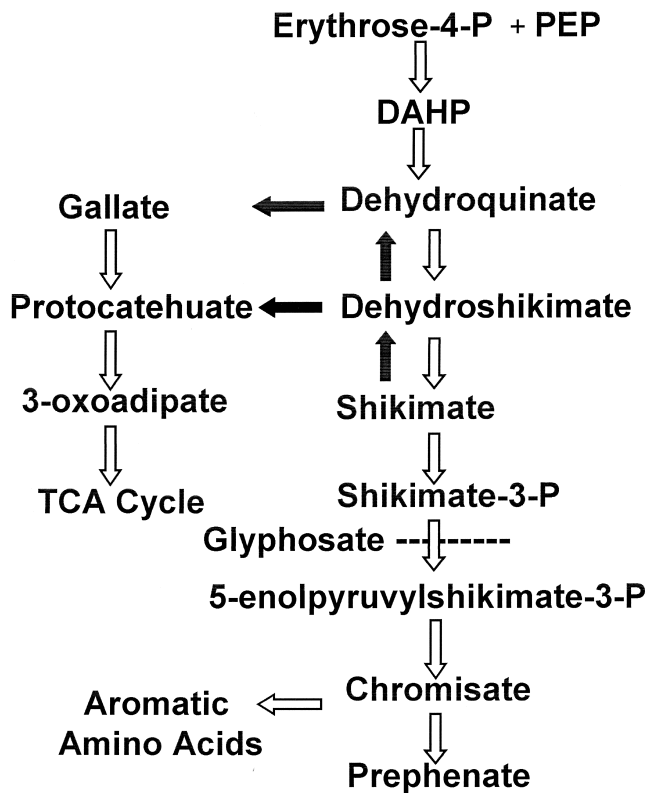 Erythrose-4-P + PEP
DAHP
Gallate
Dehydroquinate
Protocatehuate
Dehydroshikimate
3-oxoadipate
Shikimate
TCA Cycle
Shikimate-3-P
Glyphosate ---------
5-enolpyruvylshikimate-3-P
Chromisate
Aromatic
Amino Acids
Prephenate